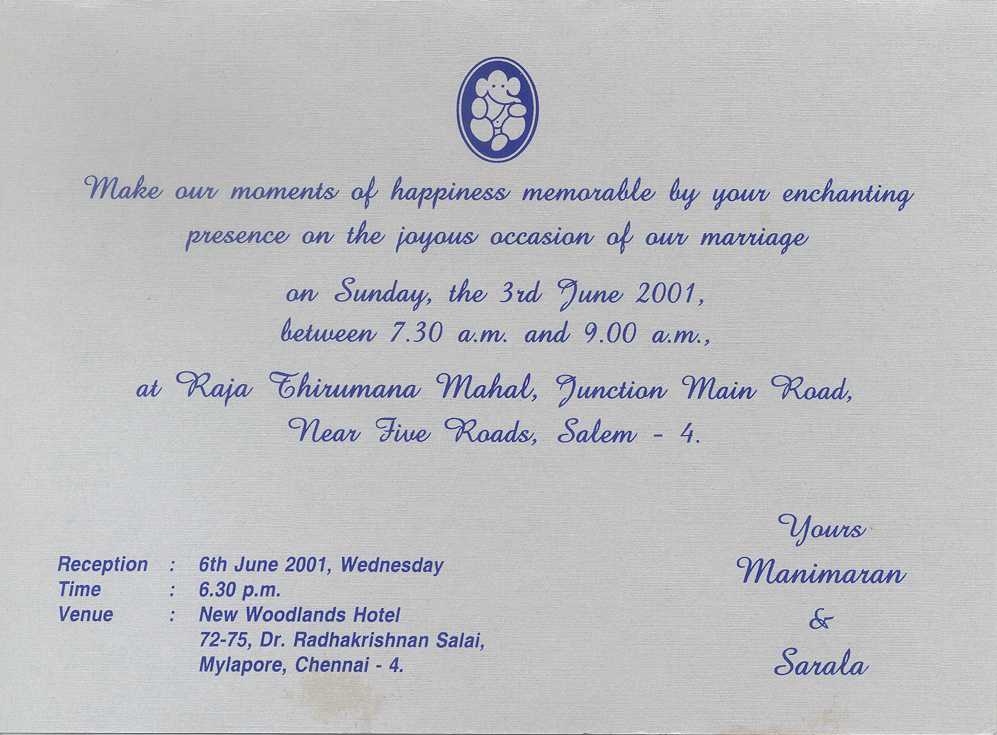 Make our moments of happiness memorable by your enchanting
presence on the joyous occasion of our marriage
on Sunday, the 3rd June 2001,
between 7.30 a.m. and 9.00 a.m.,
at Raja Thirumana Mahal, Junction Main Road,
Near Five Roads, Salem - 4.
Yours
Manimaran
&
Sarala
Reception : 6th June 2001, Wednesday
Time : 6.30 p.m.
Venue : New Woodlands Hotel
72-75, Dr. Radhakrishnan Salai,
Mylapore, Chennai - 4.